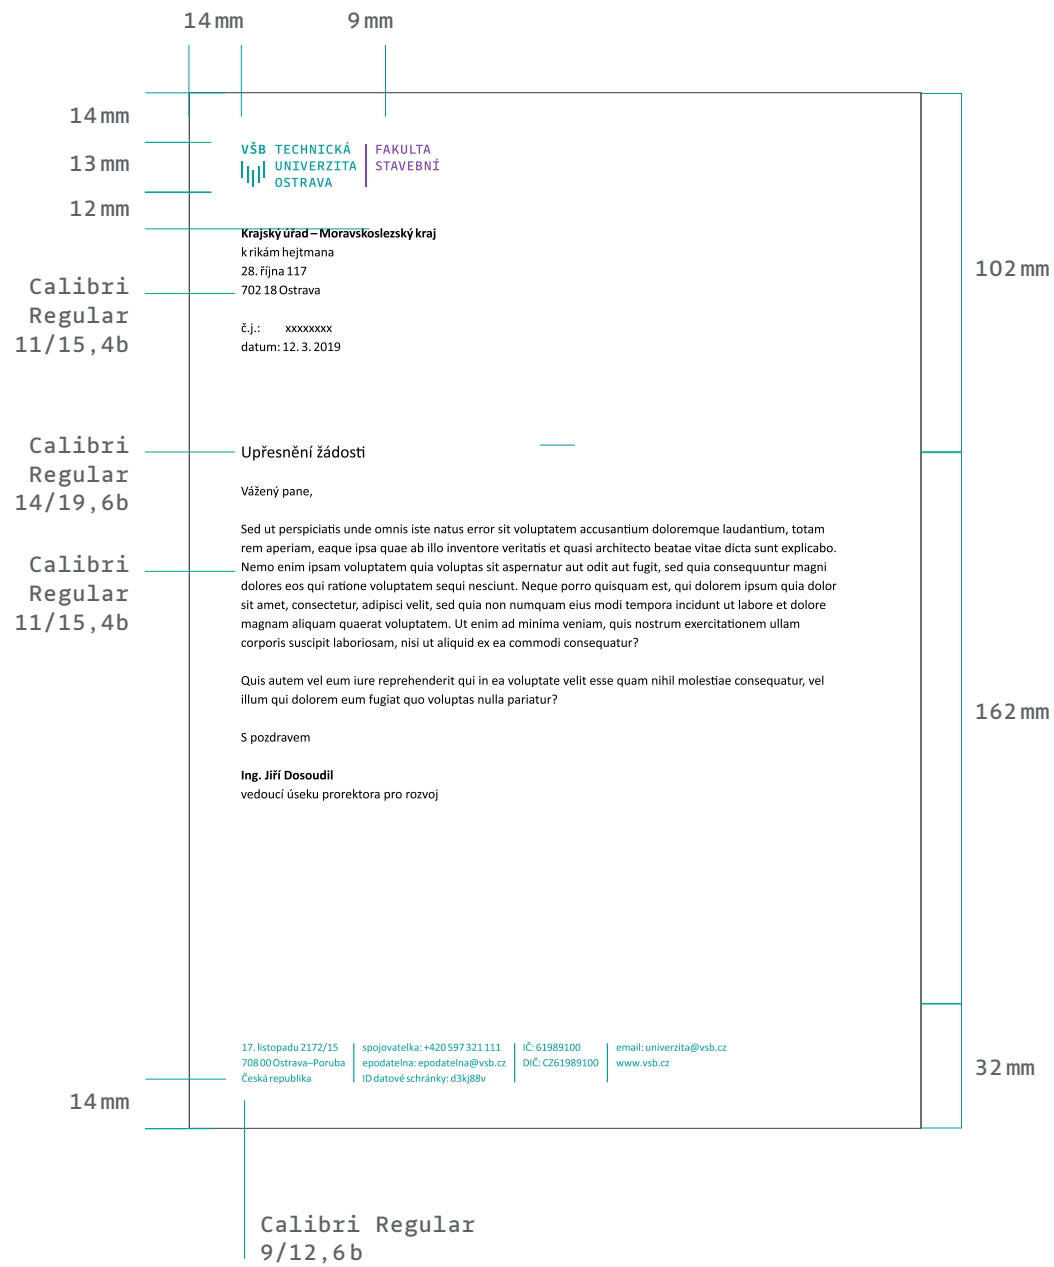 14 mm
9 mm
14 mm
13 mm
12 mm
VŠB TECHNICKÁ
UNIVERZITA
OSTRAVA
FAKULTA
STAVEBNÍ
Krajský úřad – Moravskoslezský kraj
k rikám hejtmana
28. října 117
702 18 Ostrava
Calibri
Regular
11/15,4b
102 mm
č.j.: xxxxxxxx
datum: 12. 3. 2019
Calibri
Regular
14/19,6b
Upřesnění žádosti
Vážený pane,
Calibri
Regular
11/15,4b
Sed ut perspiciatis unde omnis iste natus error sit voluptatem accusantium doloremque laudantium, totam
rem aperiam, eaque ipsa quae ab illo inventore veritatis et quasi architecto beatae vitae dicta sunt explicabo.
Nemo enim ipsam voluptatem quia voluptas sit aspernatur aut odit aut fugit, sed quia consequuntur magni
dolores eos qui ratione voluptatem sequi nesciunt. Neque porro quisquam est, qui dolorem ipsum quia dolor
sit amet, consectetur, adipisci velit, sed quia non numquam eius modi tempora incidunt ut labore et dolore
magnam aliquam quaerat voluptatem. Ut enim ad minima veniam, quis nostrum exercitationem ullam
corporis suscipit laboriosam, nisi ut aliquid ex ea commodi consequatur?
Quis autem vel eum iure reprehenderit qui in ea voluptate velit esse quam nihil molestiae consequatur, vel
illum qui dolorem eum fugiat quo voluptas nulla pariatur?
162 mm
S pozdravem
Ing. Jiří Dosoudil
vedoucí úseku prorektora pro rozvoj
17. listopadu 2172/15
708 00 Ostrava–Poruba
Česká republika
spojovatelka: +420 597 321 111
epodatelna: epodatelna@vsb.cz
ID datové schránky: d3kj88v
IČ: 61989100
DIČ: CZ61989100
email: univerzita@vsb.cz
www.vsb.cz
32 mm
14 mm
Calibri Regular
9/12,6 b